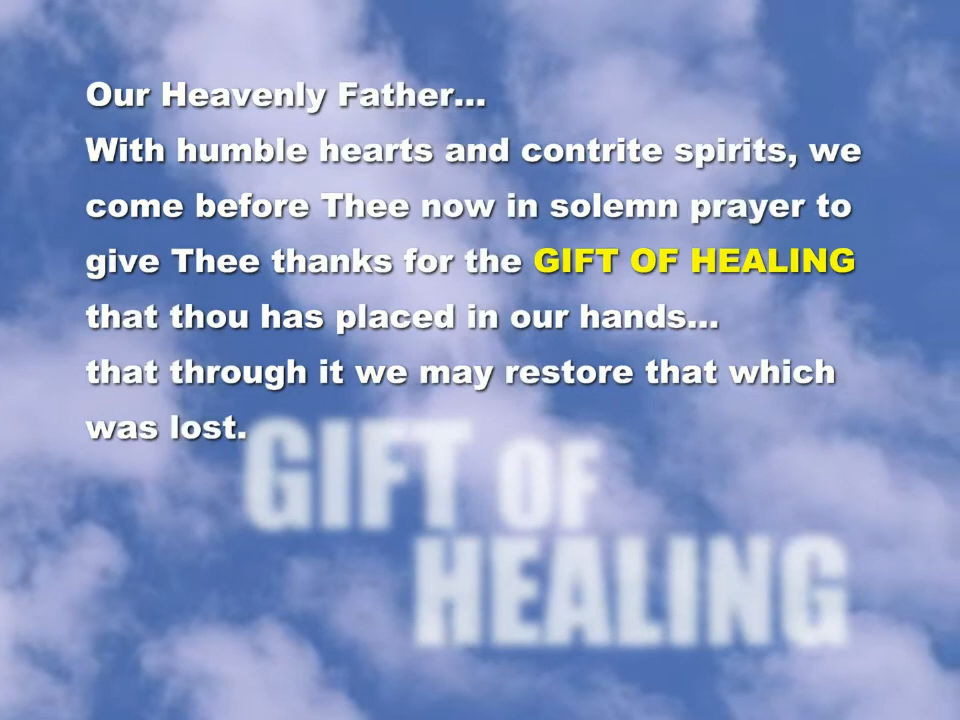 Our Heavenly Father...
With humble hearts and contrite spirits, we
come before Thee now in solemn prayer to
give Thee thanks for the GIFT OF HEALING
that thou has placed in our hands...
that through it we may restore that which
was lost.
GIFT OF
HEALING